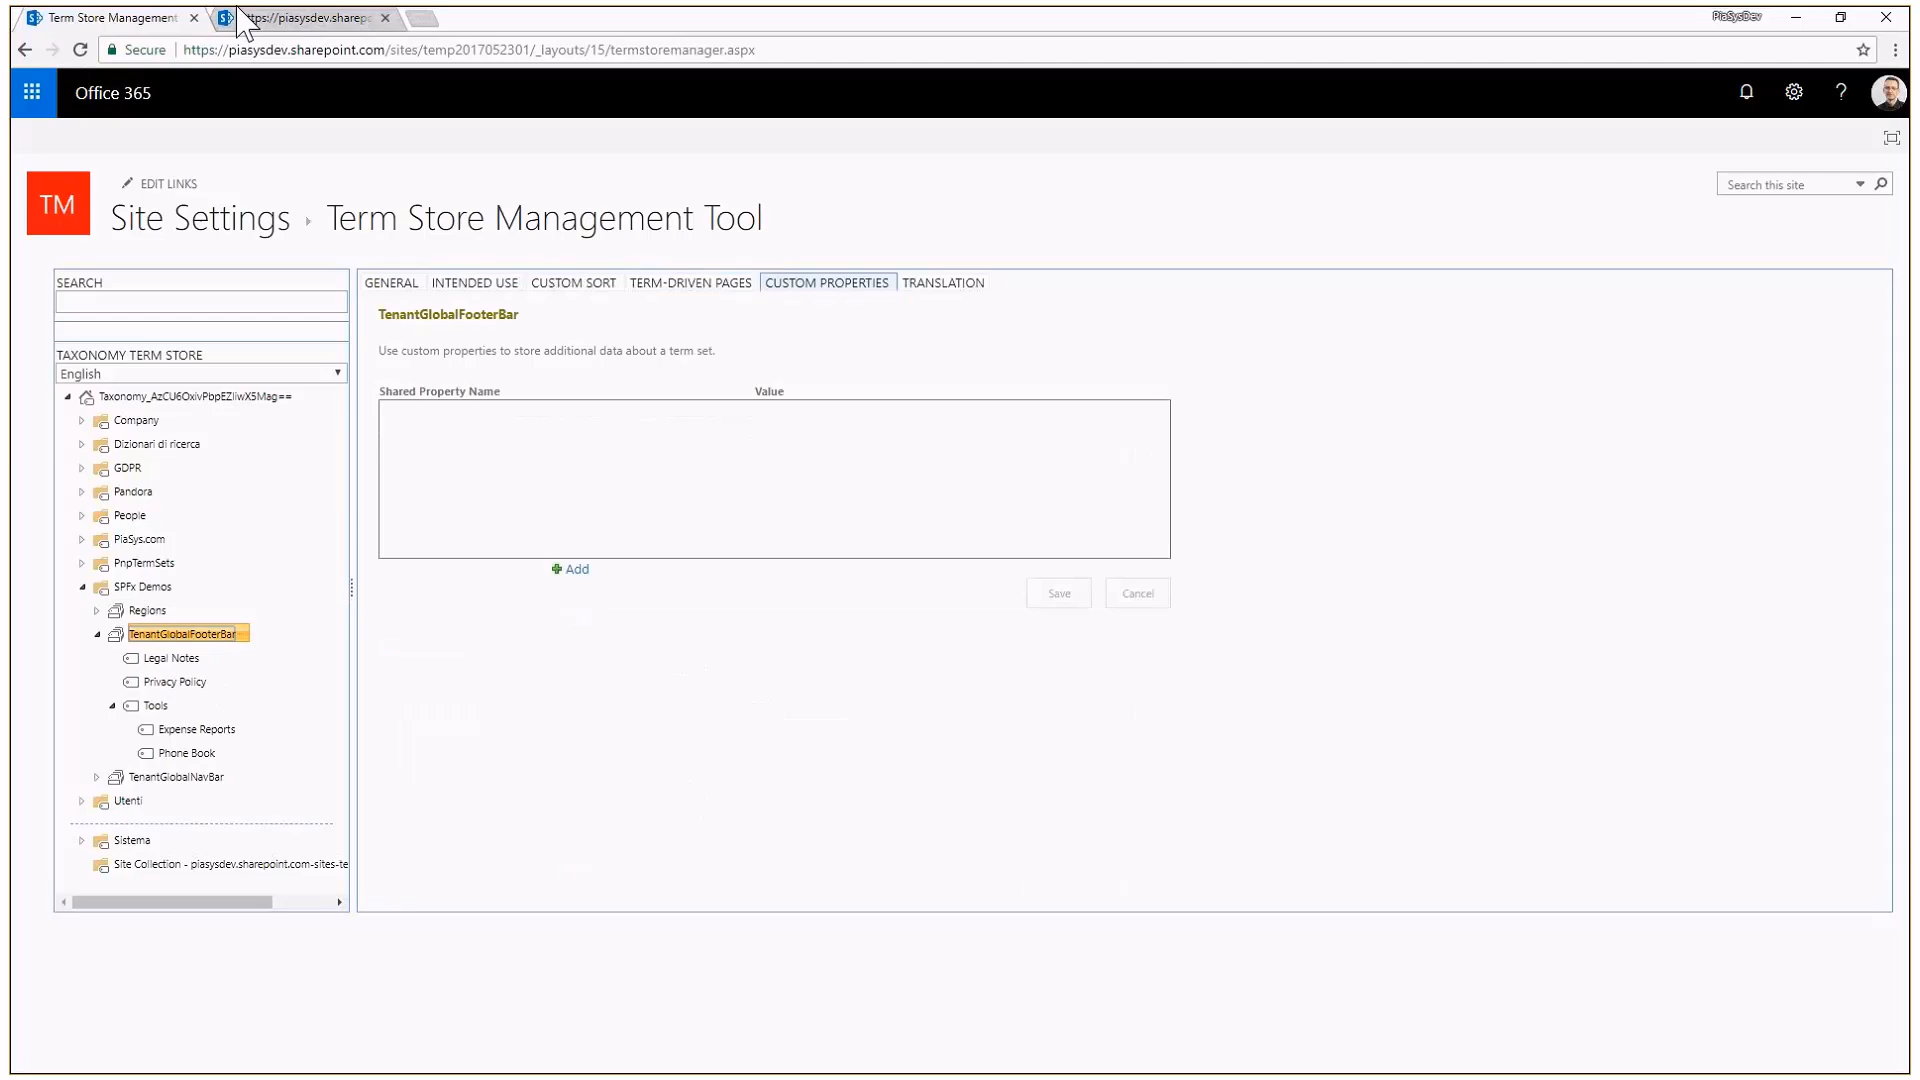 Term Store Management
ttps://piasysdev.sharepo
PiaSysDev
Secure
https://piasysdev.sharepoint.com/sites/temp2017052301/_layouts/15/termstoremanager.aspx
Office 365
EDIT LINKS
Search this site
TM
Site Settings
Term Store Management Tool
SEARCH
TAXONOMY TERM STORE
English
Taxonomy_AzCU6OxivPbpEZIiwX5Mag==
Company
Dizionari di ricerca
GDPR
Pandora
People
PiaSys.com
PnpTermSets
SPFx Demos
Regions
TenantGlobalFooterBar
Legal Notes
Privacy Policy
Tools
Expense Reports
Phone Book
TenantGlobalNavBar
Utenti
Sistema
Site Collection - piasysdev.sharepoint.com-sites-te
GENERAL INTENDED USE CUSTOM SORT TERM-DRIVEN PAGES CUSTOM PROPERTIES TRANSLATION
TenantGlobalFooterBar
Use custom properties to store additional data about a term set.
Shared Property Name Value
Add
Save Cancel